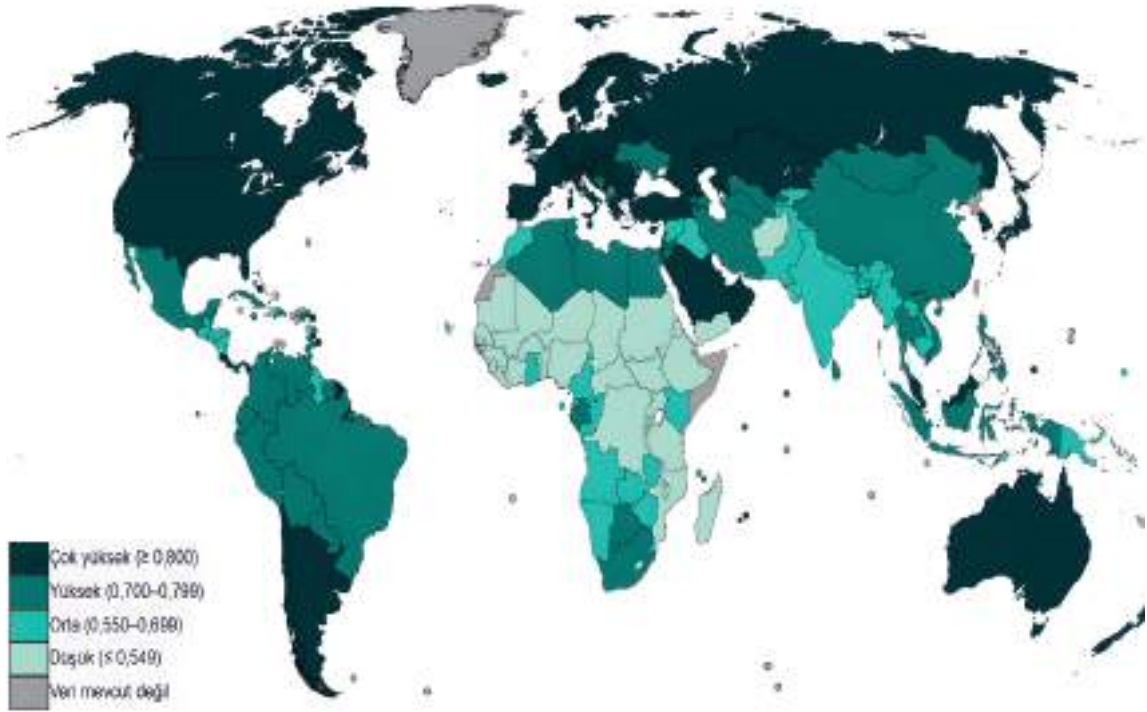 Çok yüksek (≥ 0,800)
Yüksek (0,700–0,799)
Orta (0,550–0,699)
Düşük (≤ 0,549)
Veri mevcut değil